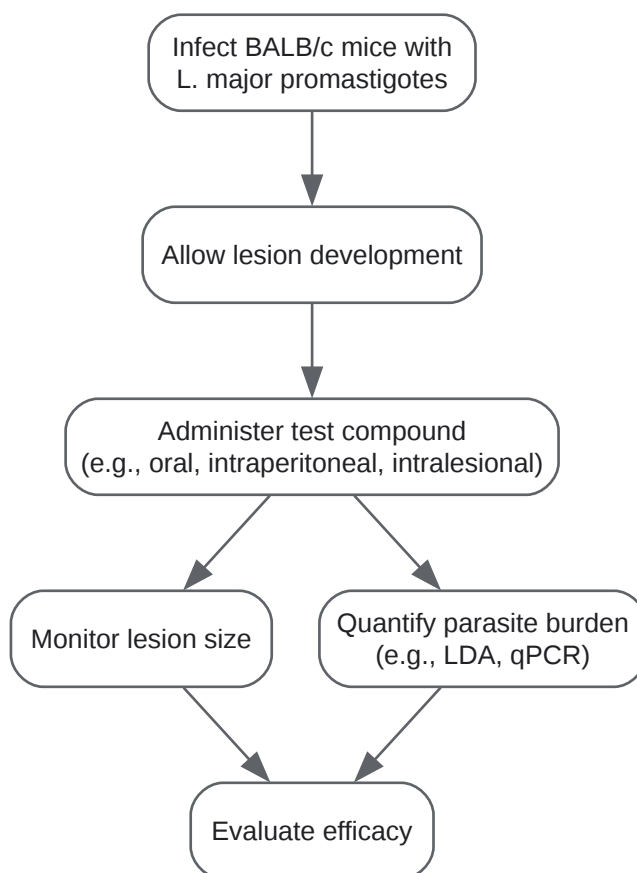 Infect BALB/c mice with
L. major promastigotes
Allow lesion development
Administer test compound
(e.g., oral, intraperitoneal, intralesional)
Monitor lesion size
Quantify parasite burden
(e.g., LDA, qPCR)
Evaluate efficacy